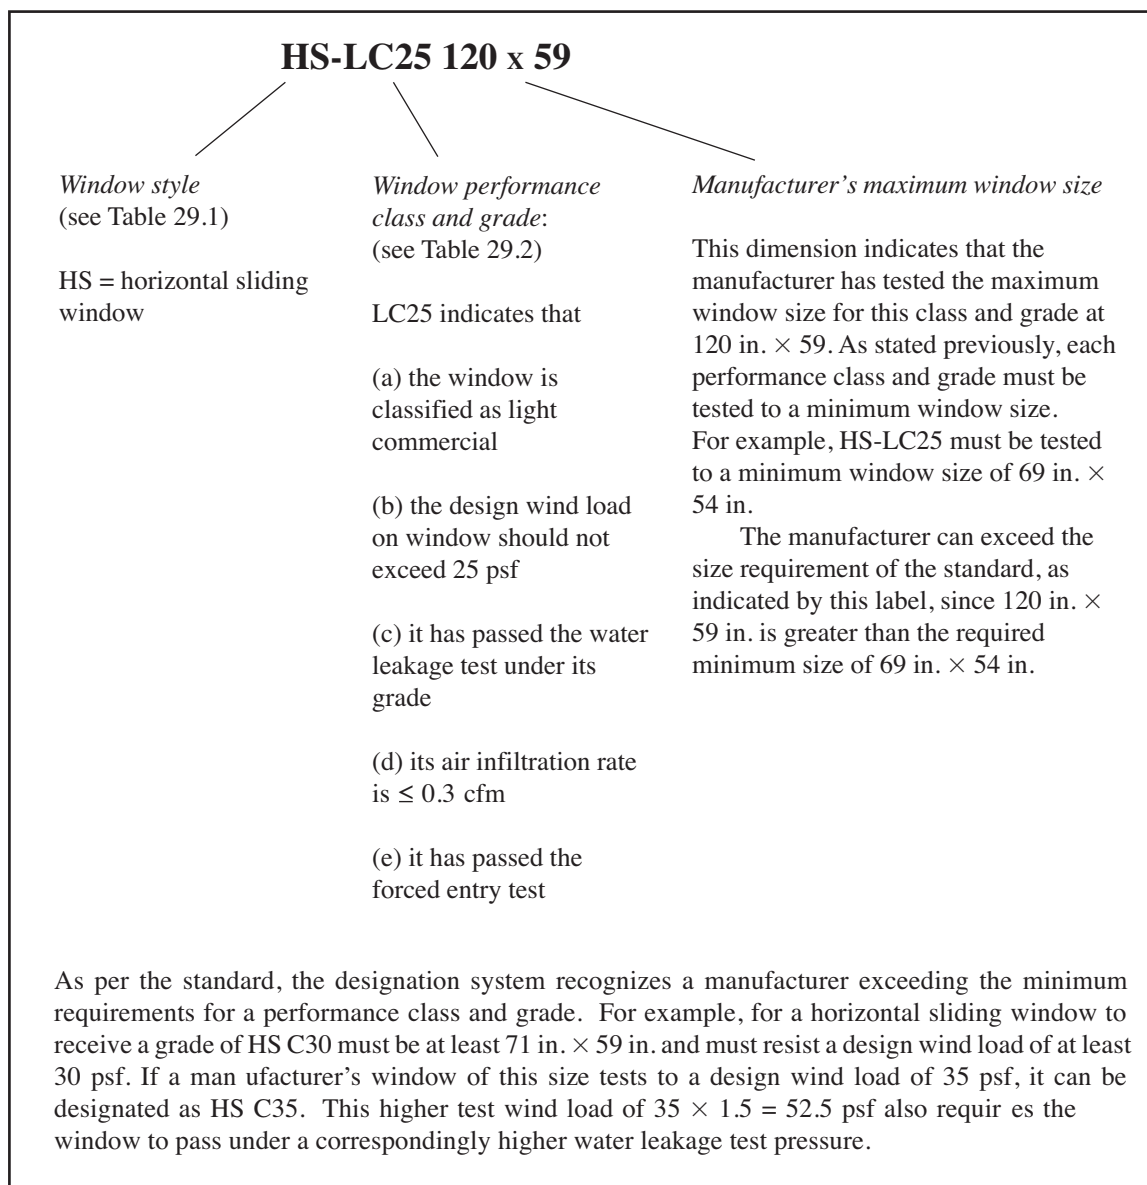 HS-LC25 120 x 59
Window style
(see Table 29.1)
HS = horizontal sliding
window
Window performance
class and grade:
(see Table 29.2)
LC25 indicates that
(a) the window is
classified as light
commercial
(b) the design wind load
on window should not
exceed 25 psf
(c) it has passed the water
leakage test under its
grade
(d) its air infiltration rate
is ≤ 0.3 cfm
(e) it has passed the
forced entry test
Manufacturer's maximum window size
This dimension indicates that the
manufacturer has tested the maximum
window size for this class and grade at
120 in. × 59. As stated previously, each
performance class and grade must be
tested to a minimum window size.
For example, HS-LC25 must be tested
to a minimum window size of 69 in. ×
54 in.
The manufacturer can exceed the
size requirement of the standard, as
indicated by this label, since 120 in. ×
59 in. is greater than the required
minimum size of 69 in. × 54 in.
As per the standard, the designation system recognizes a manufacturer exceeding the minimum
requirements for a performance class and grade. For example, for a horizontal sliding window to
receive a grade of HS C30 must be at least 71 in. × 59 in. and must resist a design wind load of at least
30 psf. If a man ufacturer's window of this size tests to a design wind load of 35 psf, it can be
designated as HS C35. This higher test wind load of 35 × 1.5 = 52.5 psf also requir es the
window to pass under a correspondingly higher water leakage test pressure.